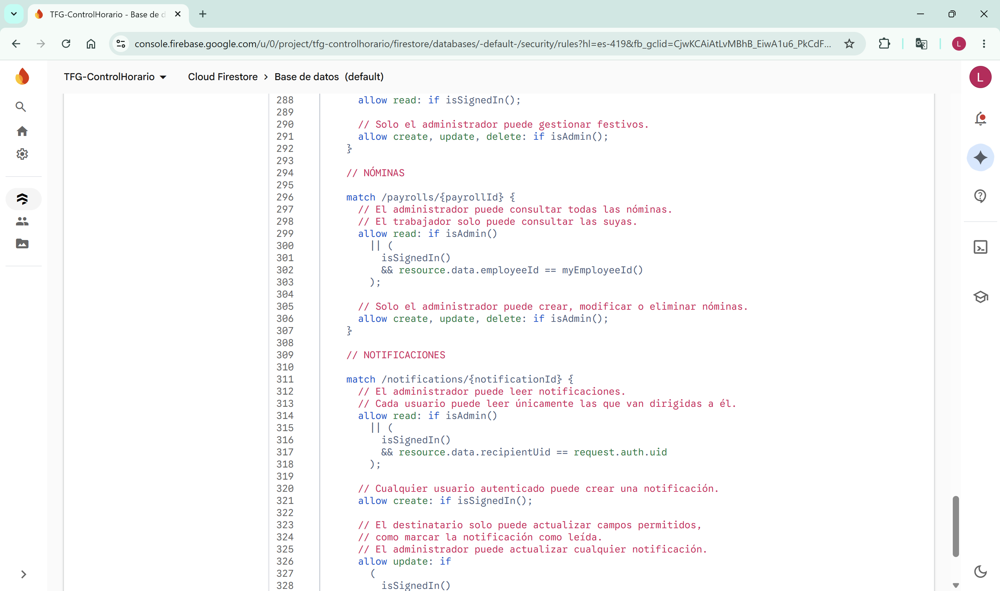 TFG-ControlHorario - Base de d
console.firebase.google.com/u/0/project/tfg-controlhorario/firestore/databases/-default-/security/rules?hl=es-419&fb_gclid=CjwKCAiAtLvMBhB_EiwA1u6_PkCdF...
L
TFG-ControlHorario
Cloud Firestore > Base de datos (default)
L
288 allow read: if isSignedIn();
289
290 // Solo el administrador puede gestionar festivos.
291 allow create, update, delete: if isAdmin();
292 }
293
294 // NÓMINAS
295
296 match /payrolls/{payrollId} {
297 // El administrador puede consultar todas las nóminas.
298 // El trabajador solo puede consultar las suyas.
299 allow read: if isAdmin()
300 || (
301 isSignedIn()
302 && resource.data.employeeId == myEmployeeId()
303 );
304
305 // Solo el administrador puede crear, modificar o eliminar nóminas.
306 allow create, update, delete: if isAdmin();
307 }
308
309 // NOTIFICACIONES
310
311 match /notifications/{notificationId} {
312 // El administrador puede leer notificaciones.
313 // Cada usuario puede leer únicamente las que van dirigidas a él.
314 allow read: if isAdmin()
315 || (
316 isSignedIn()
317 && resource.data.recipientUid == request.auth.uid
318 );
319
320 // Cualquier usuario autenticado puede crear una notificación.
321 allow create: if isSignedIn();
322
323 // El destinatario solo puede actualizar campos permitidos,
324 // como marcar la notificación como leída.
325 // El administrador puede actualizar cualquier notificación.
326 allow update: if
327 (
328 isSignedIn()